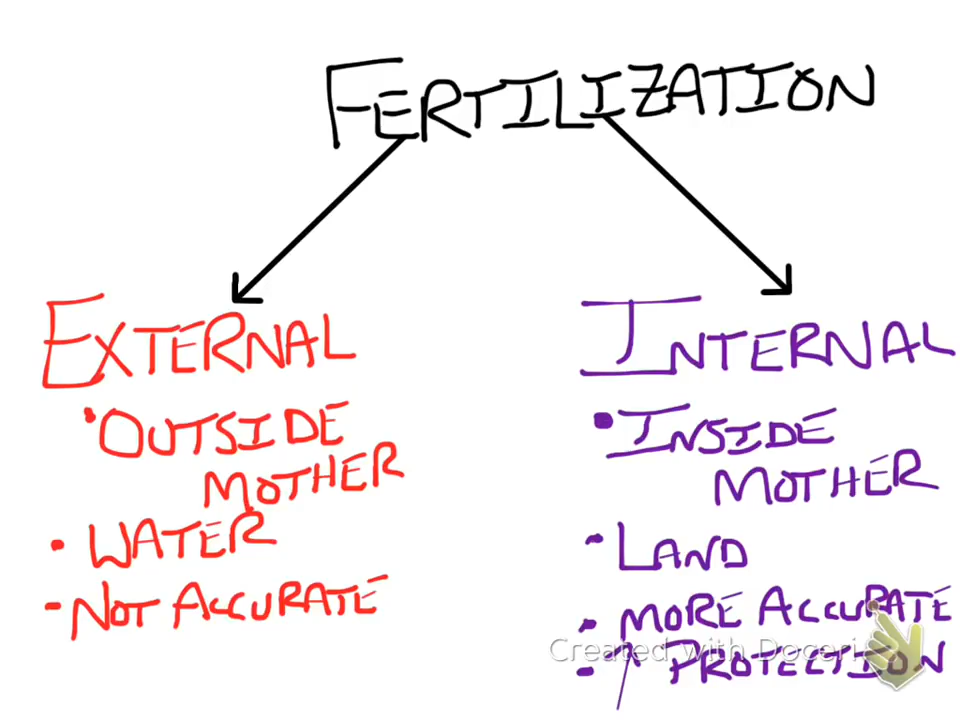 FERTILIZATION
EXTERNAL
• OUTSIDE
MOTHER
• WATER
- NOT ACCURATE
INTERNAL
• INSIDE
MOTHER
- LAND
• MORE ACCURATE
- ↑ PROTECTION
Created with Doceri